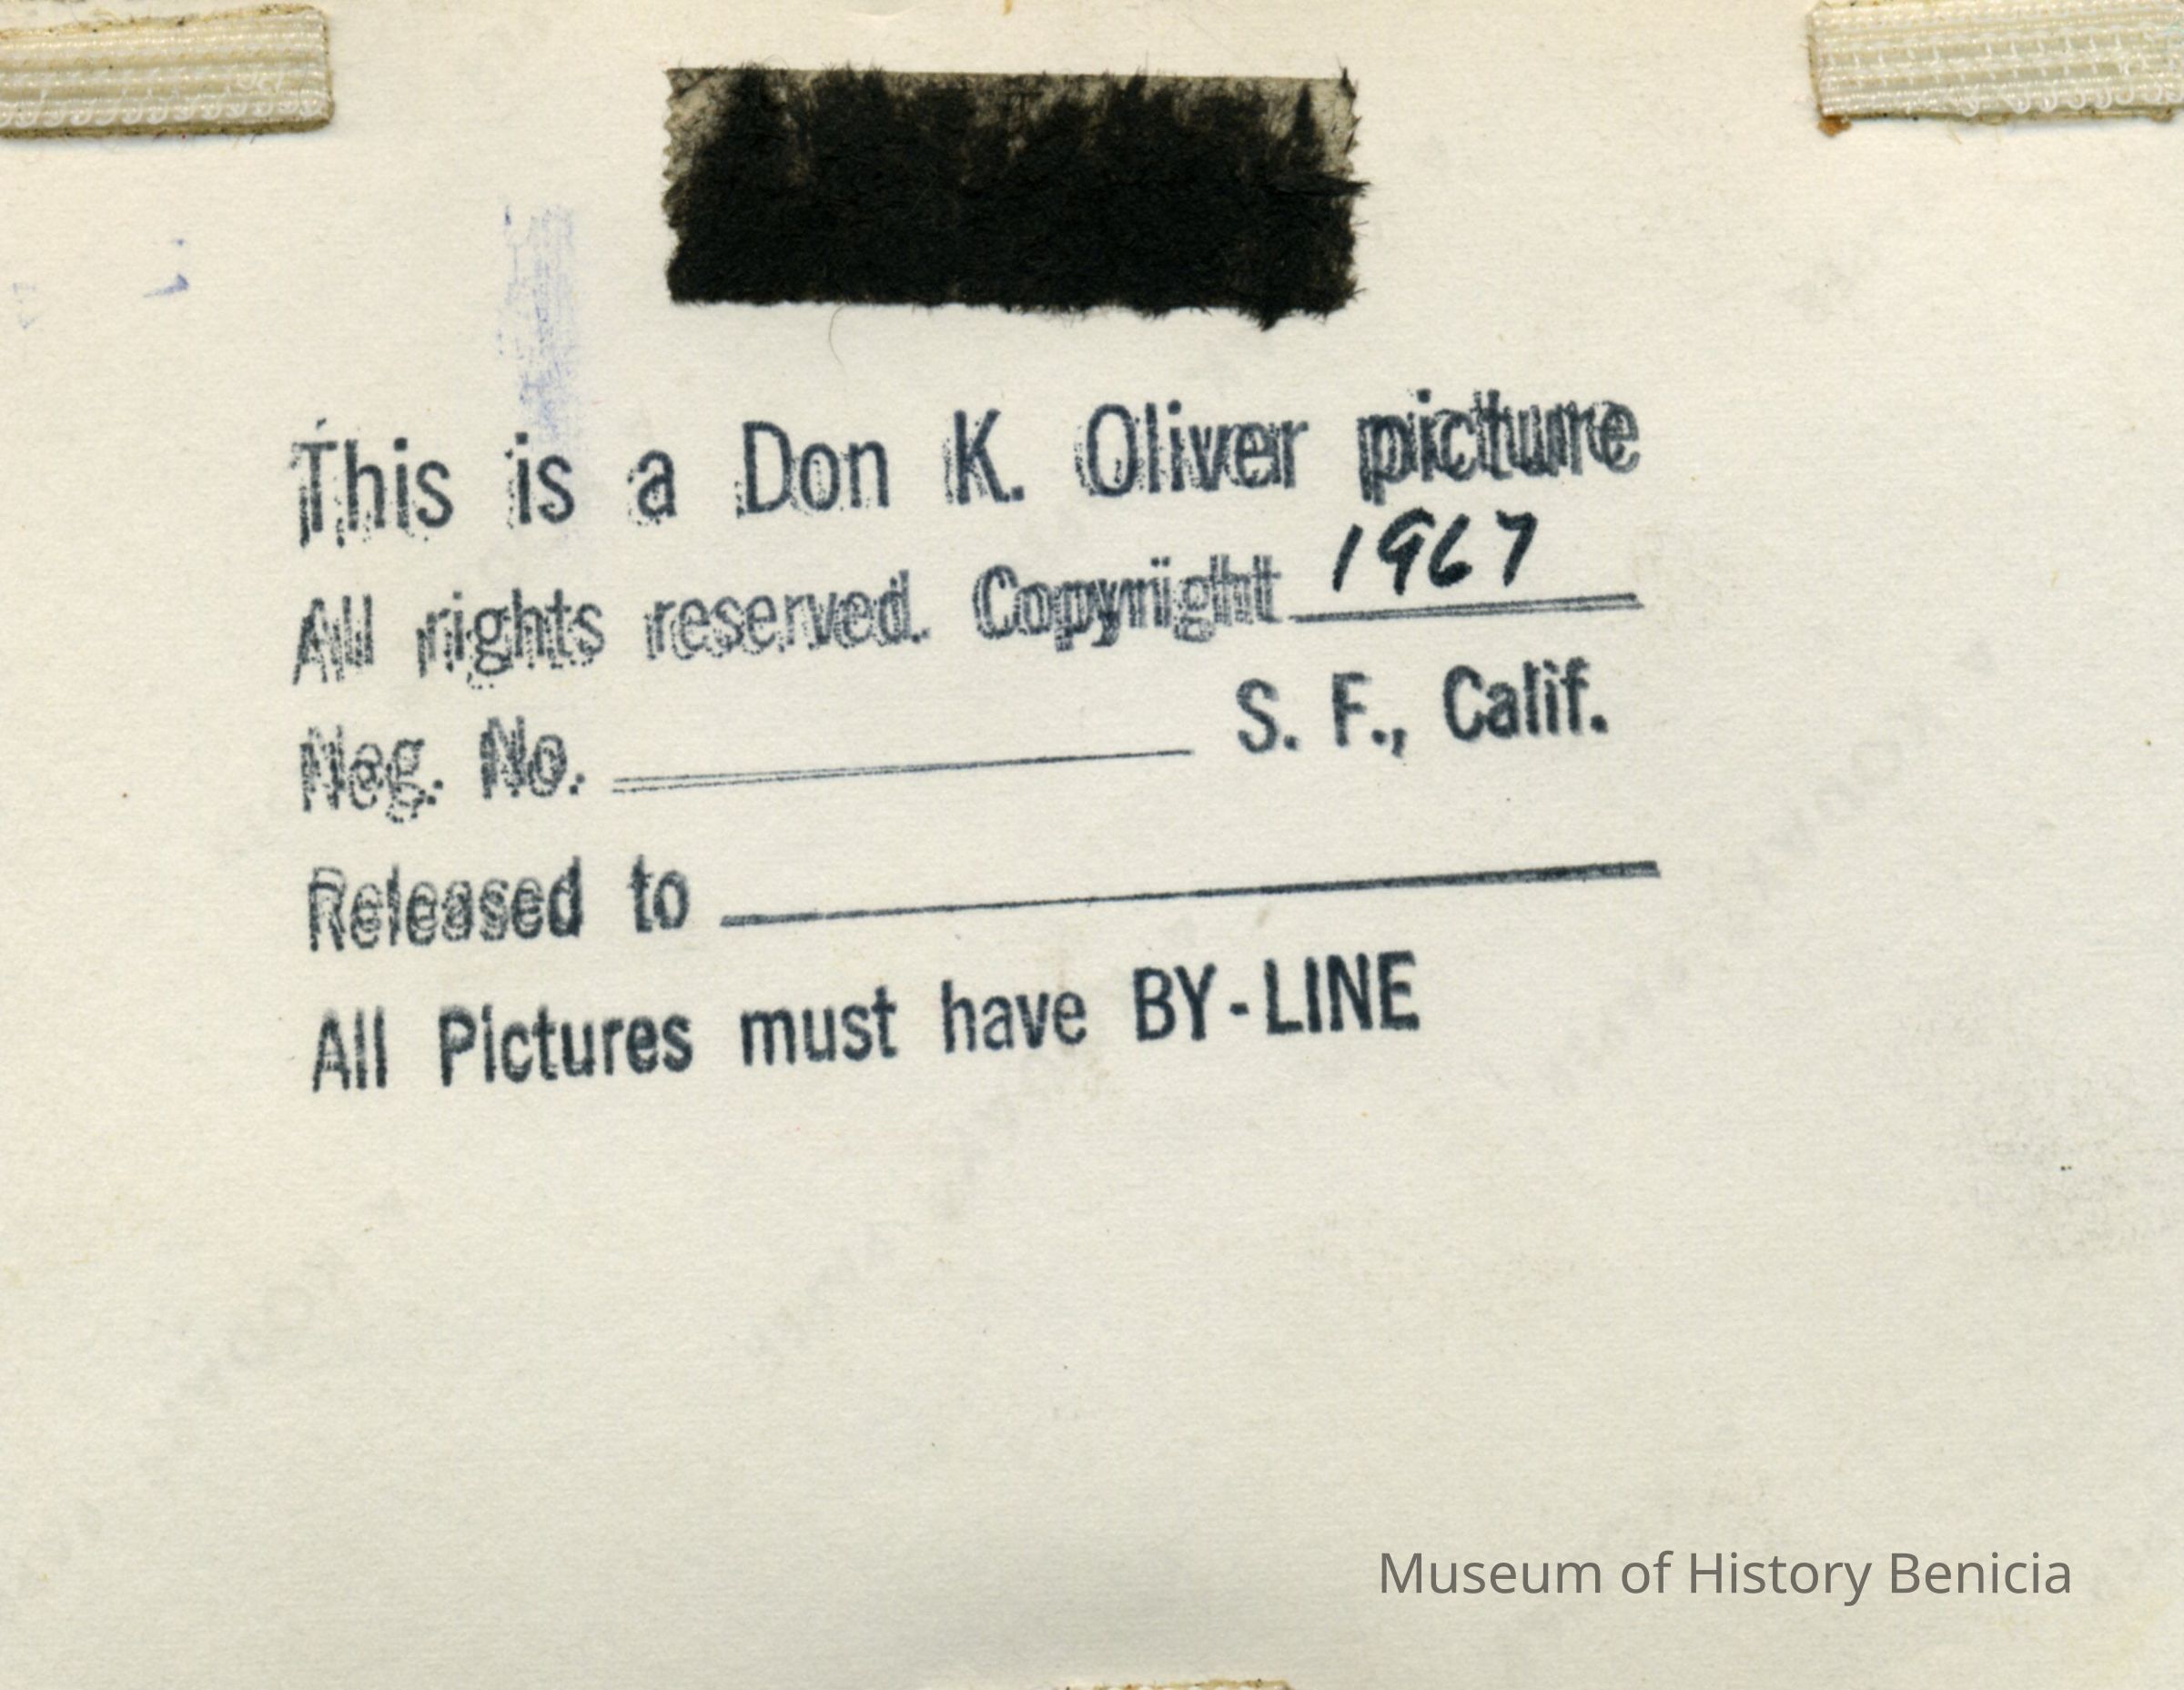 This is a Don K. Oliver picture
All rights reserved. Copyright 1967
Neg. No. S. F., Calif.
Released to
All Pictures must have BY-LINE
Museum of History Benicia